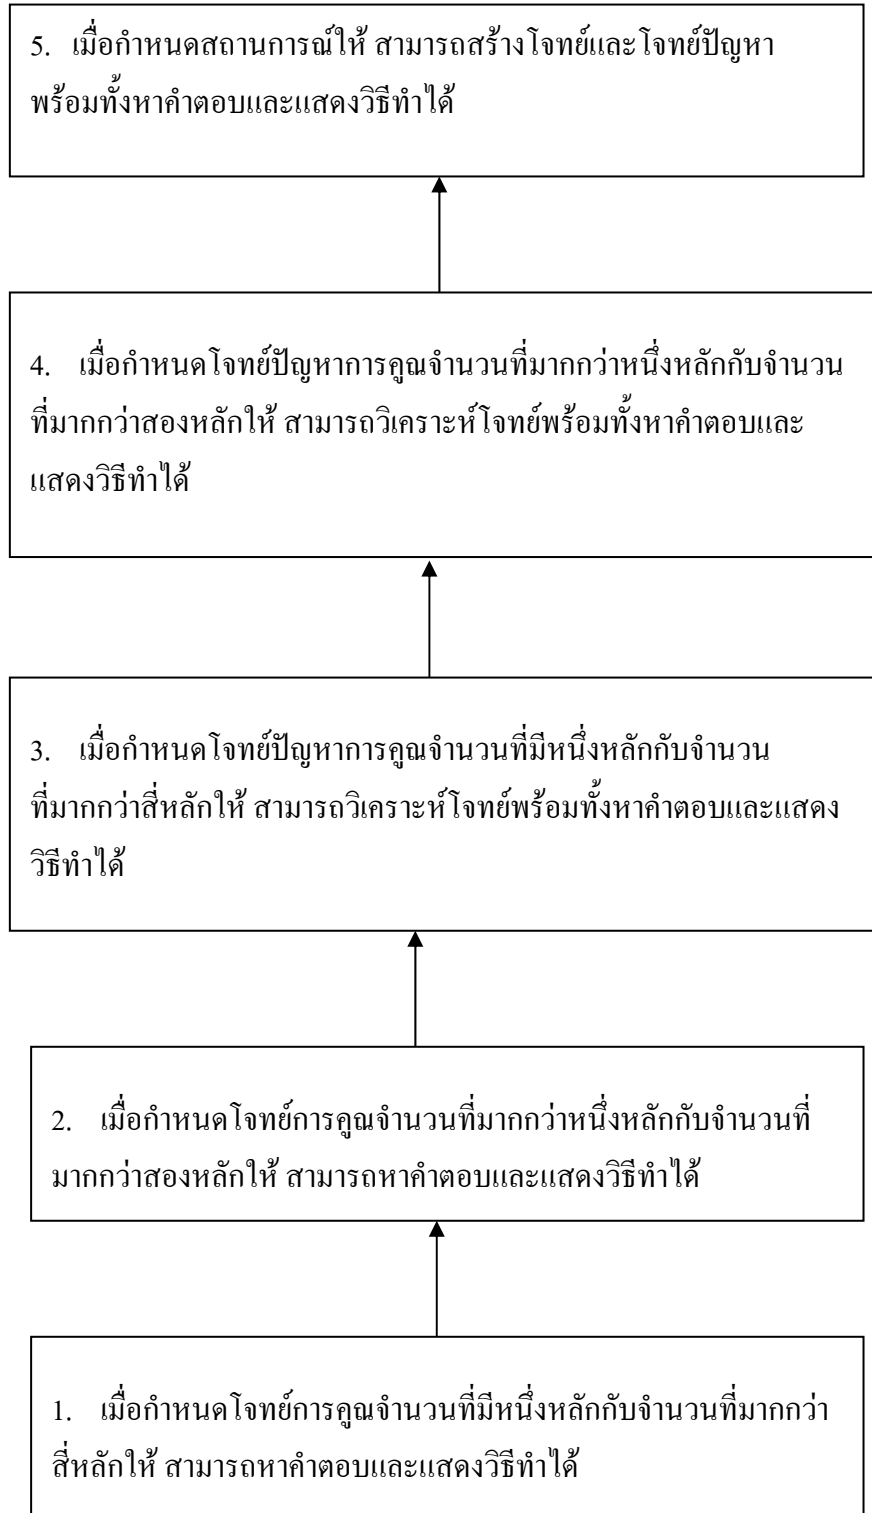 5. เมื่อกำหนดสถานการณ์ให้ สามารถสร้างโจทย์และโจทย์ปัญหา
พร้อมทั้งหาคำตอบและแสดงวิธีทำได้
4. เมื่อกำหนดโจทย์ปัญหาการคูณจำนวนที่มากกว่าหนึ่งหลักกับจำนวน
ที่มากกว่าสองหลักให้ สามารถวิเคราะห์โจทย์พร้อมทั้งหาคำตอบและ
แสดงวิธีทำได้
3. เมื่อกำหนดโจทย์ปัญหาการคูณจำนวนที่มีหนึ่งหลักกับจำนวน
ที่มากกว่าสี่หลักให้ สามารถวิเคราะห์โจทย์พร้อมทั้งหาคำตอบและแสดง
วิธีทำได้
2. เมื่อกำหนดโจทย์การคูณจำนวนที่มากกว่าหนึ่งหลักกับจำนวนที่
มากกว่าสองหลักให้ สามารถหาคำตอบและแสดงวิธีทำได้
1. เมื่อกำหนดโจทย์การคูณจำนวนที่มีหนึ่งหลักกับจำนวนที่มากกว่า
สี่หลักให้ สามารถหาคำตอบและแสดงวิธีทำได้